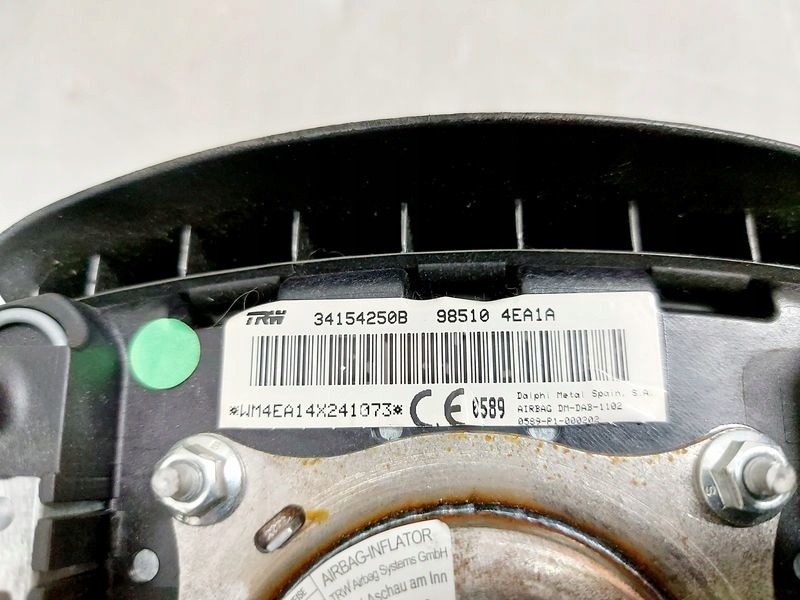 TRW 34154250B 98510 4EA1A
*WM4EA14X241073* CE 0589
Dalphi Metal Spain, S.A.
AIRBAG DM-DAB-1102
0589-P1-000202
AIRBAG-INFLATOR
TRW Airbag Systems GmbH
Aschau am Inn